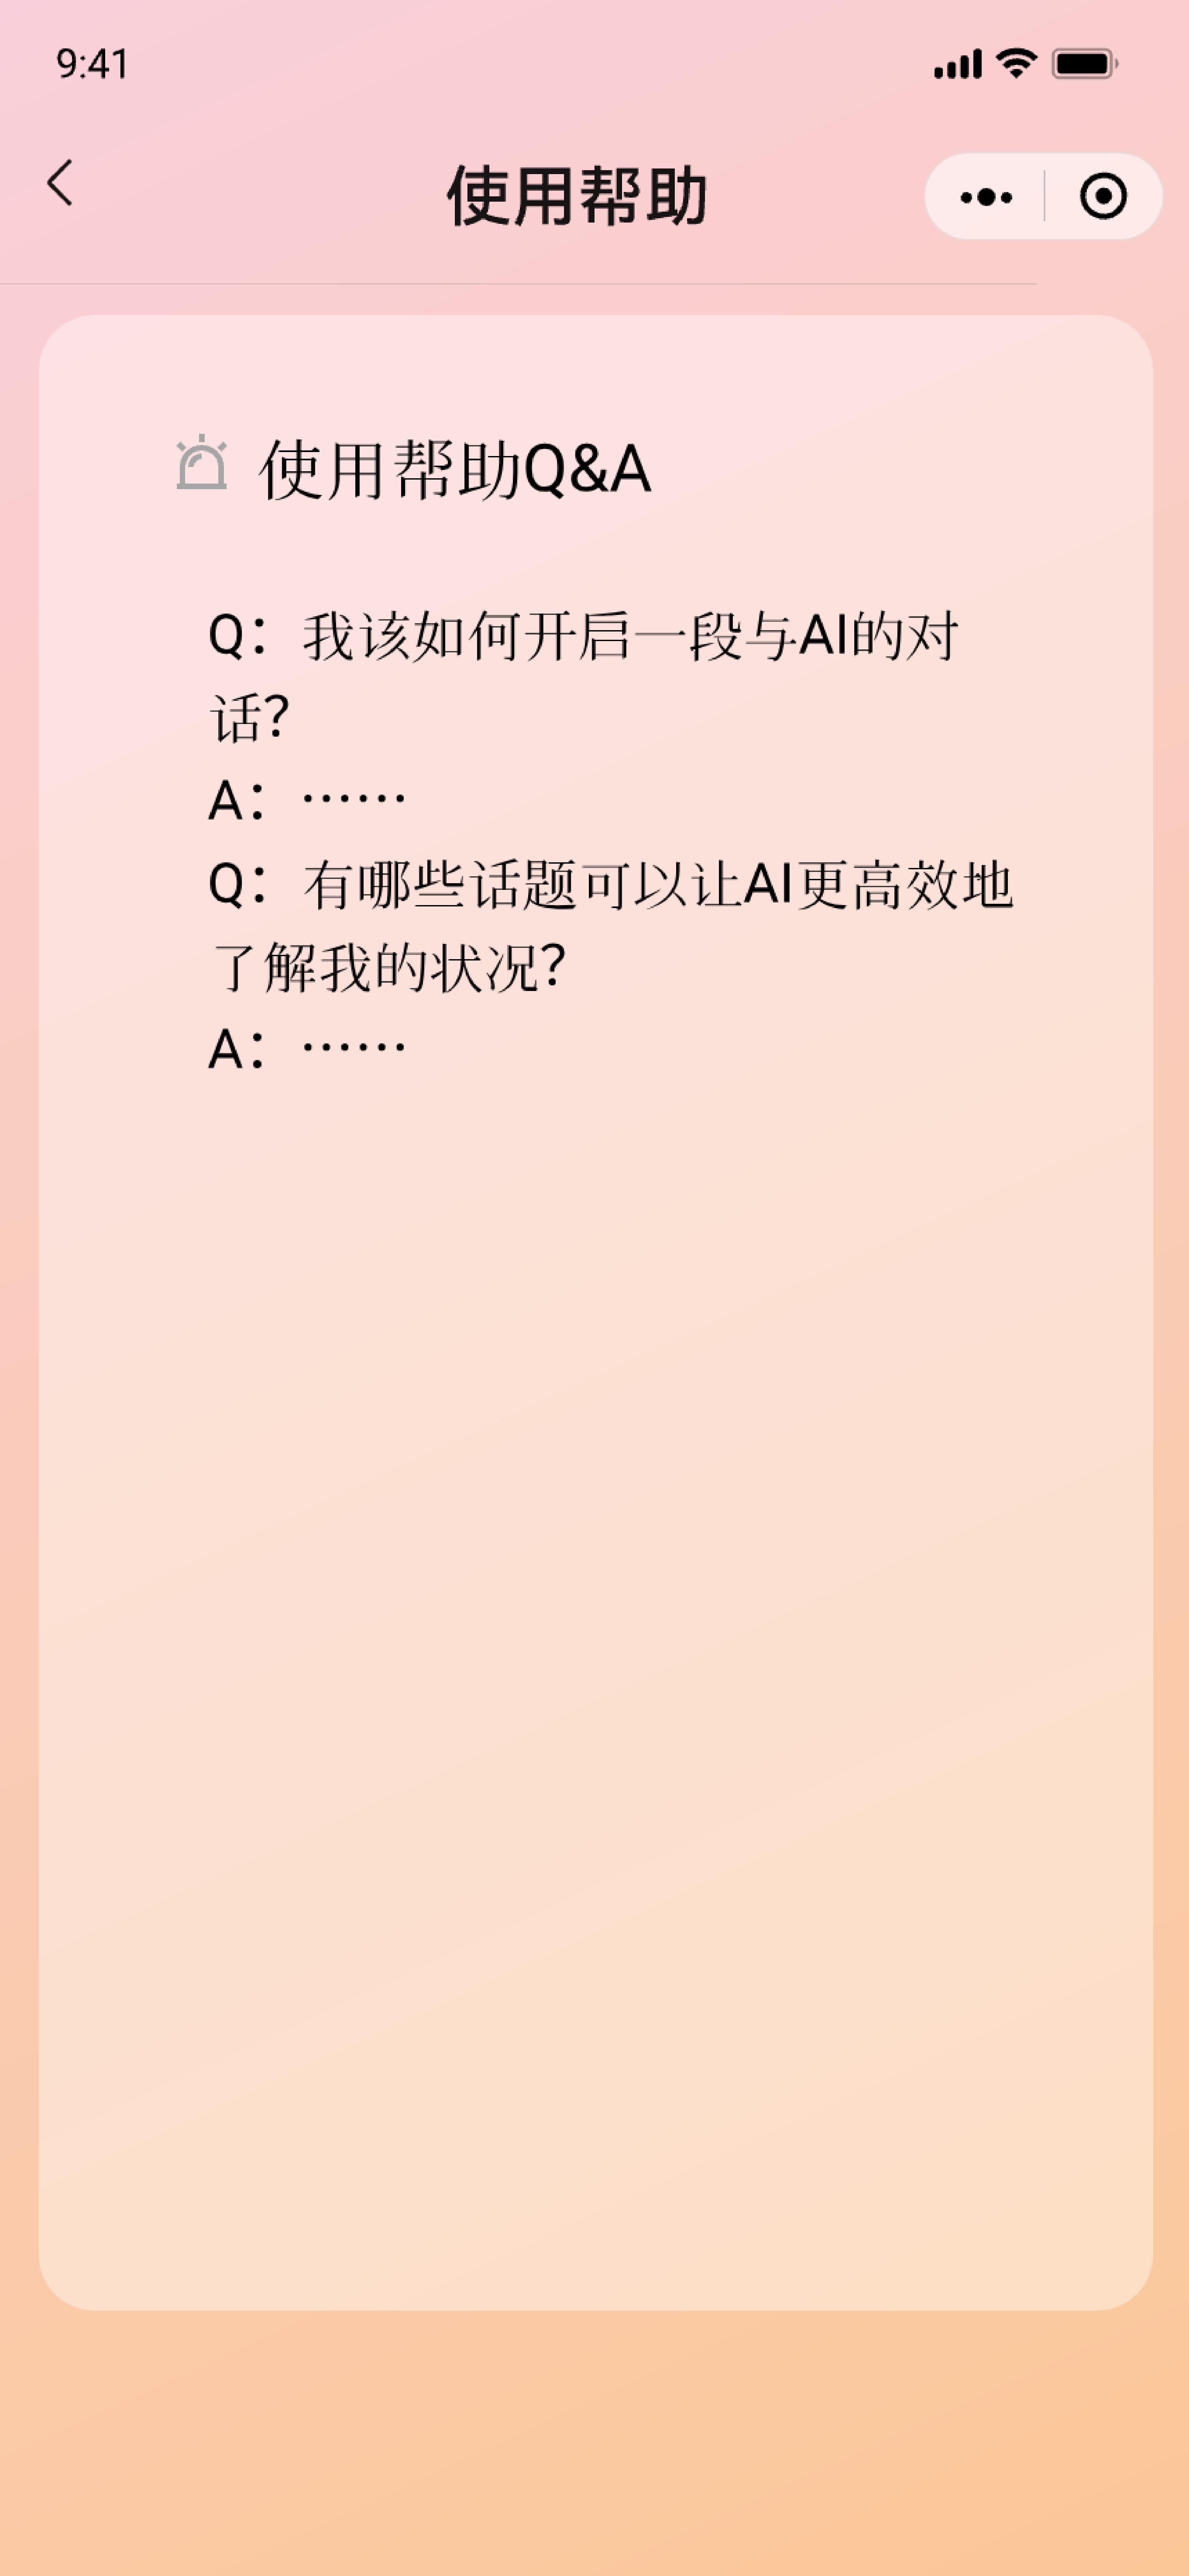 9:41
使用帮助
使用帮助Q&A
Q：我该如何开启一段与AI的对
话？
A：……
Q：有哪些话题可以让AI更高效地
了解我的状况？
A：……